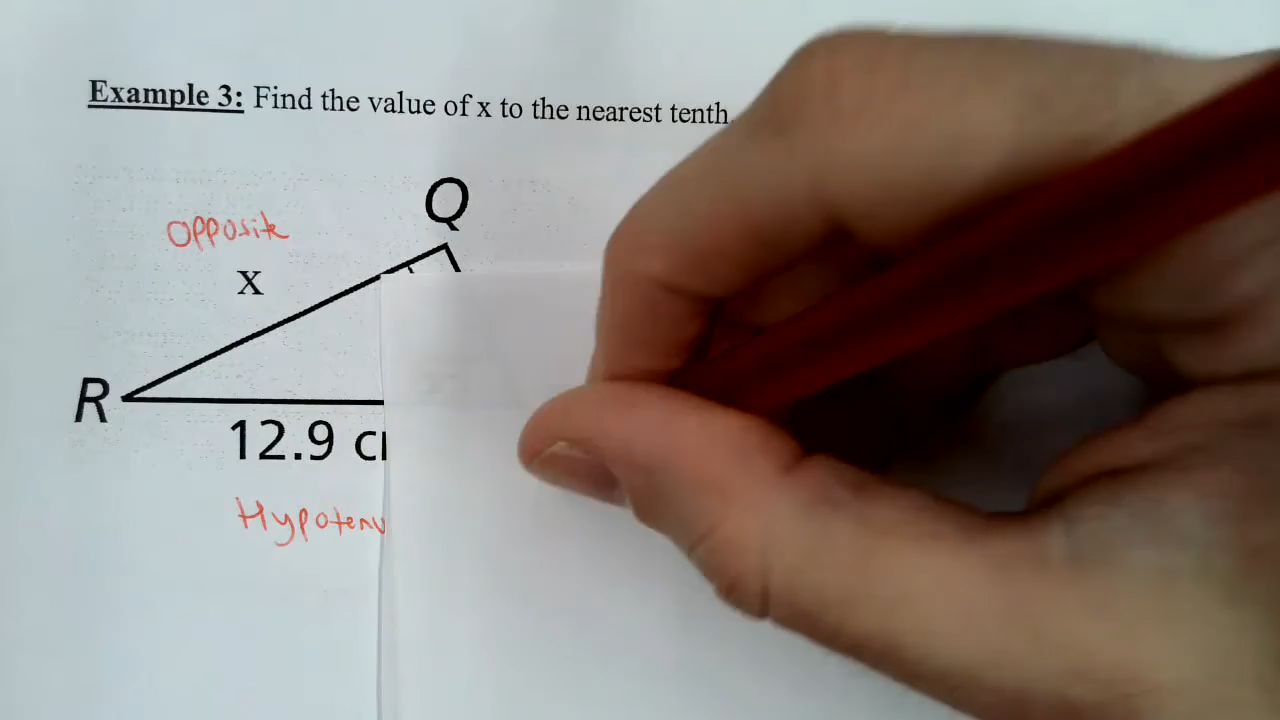 Example 3: Find the value of x to the nearest tenth
Q
Opposite
x
R
12.9 c
Hypotenu